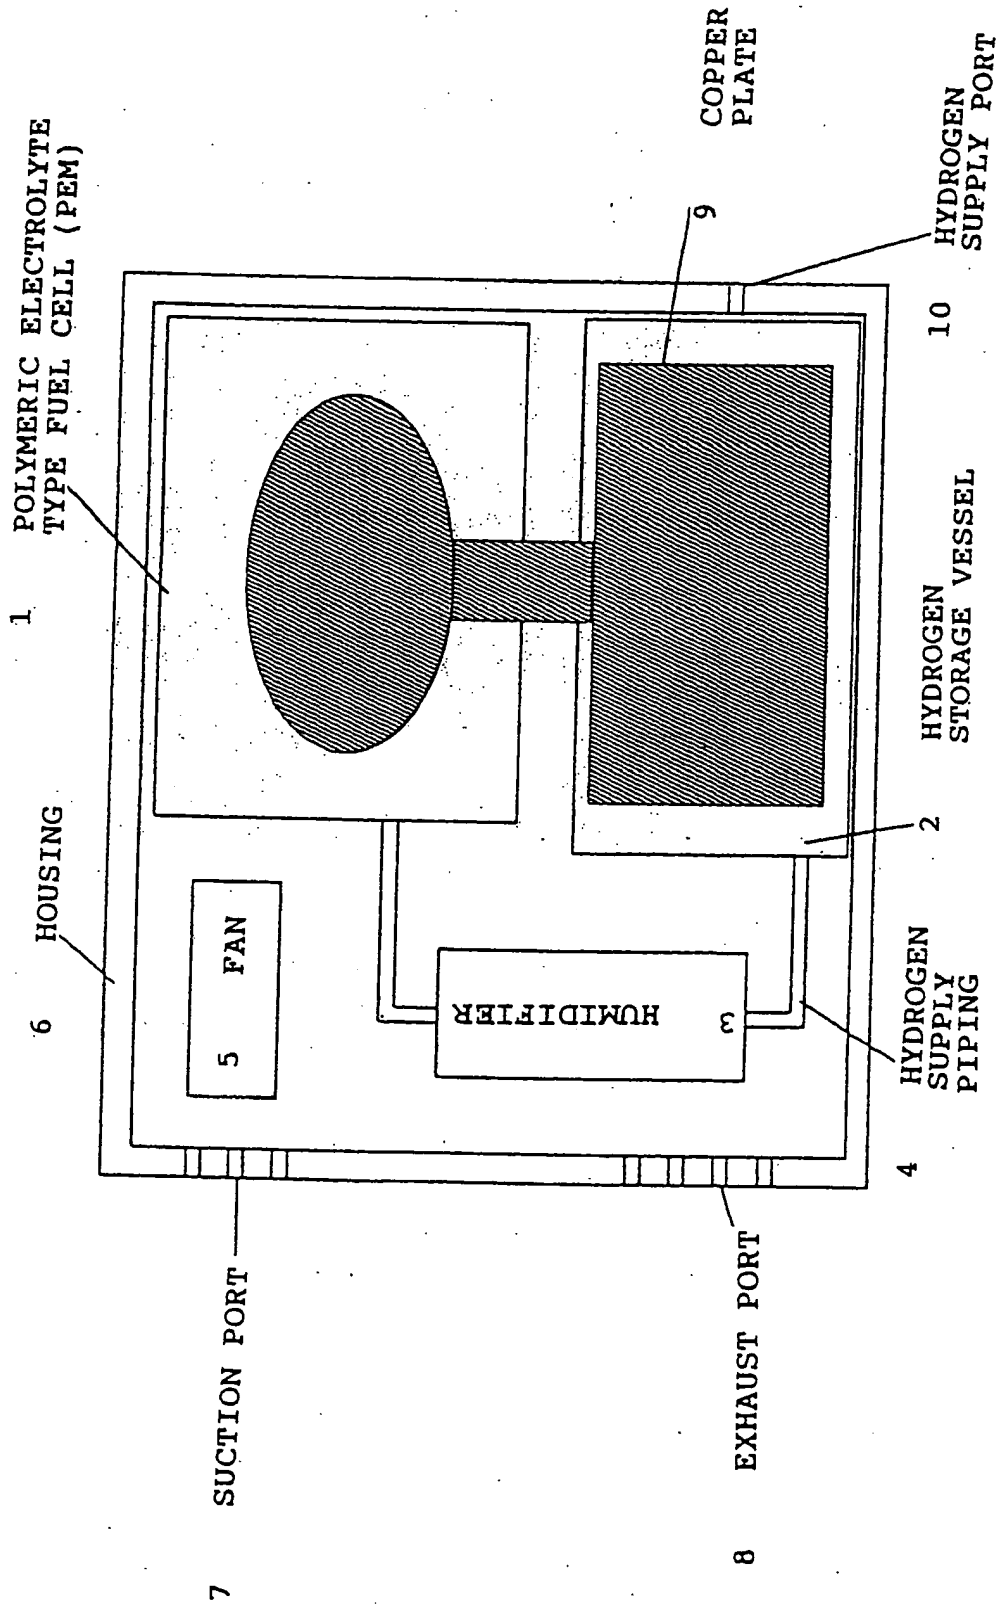 1
POLYMERIC ELECTROLYTE
TYPE FUEL CELL (PEM)
6
HOUSING
7
SUCTION PORT
5 FAN
HUMIDIFIER
3
8
EXHAUST PORT
4
HYDROGEN
SUPPLY
PIPING
2
HYDROGEN
STORAGE VESSEL
9
COPPER
PLATE
10
HYDROGEN
SUPPLY PORT